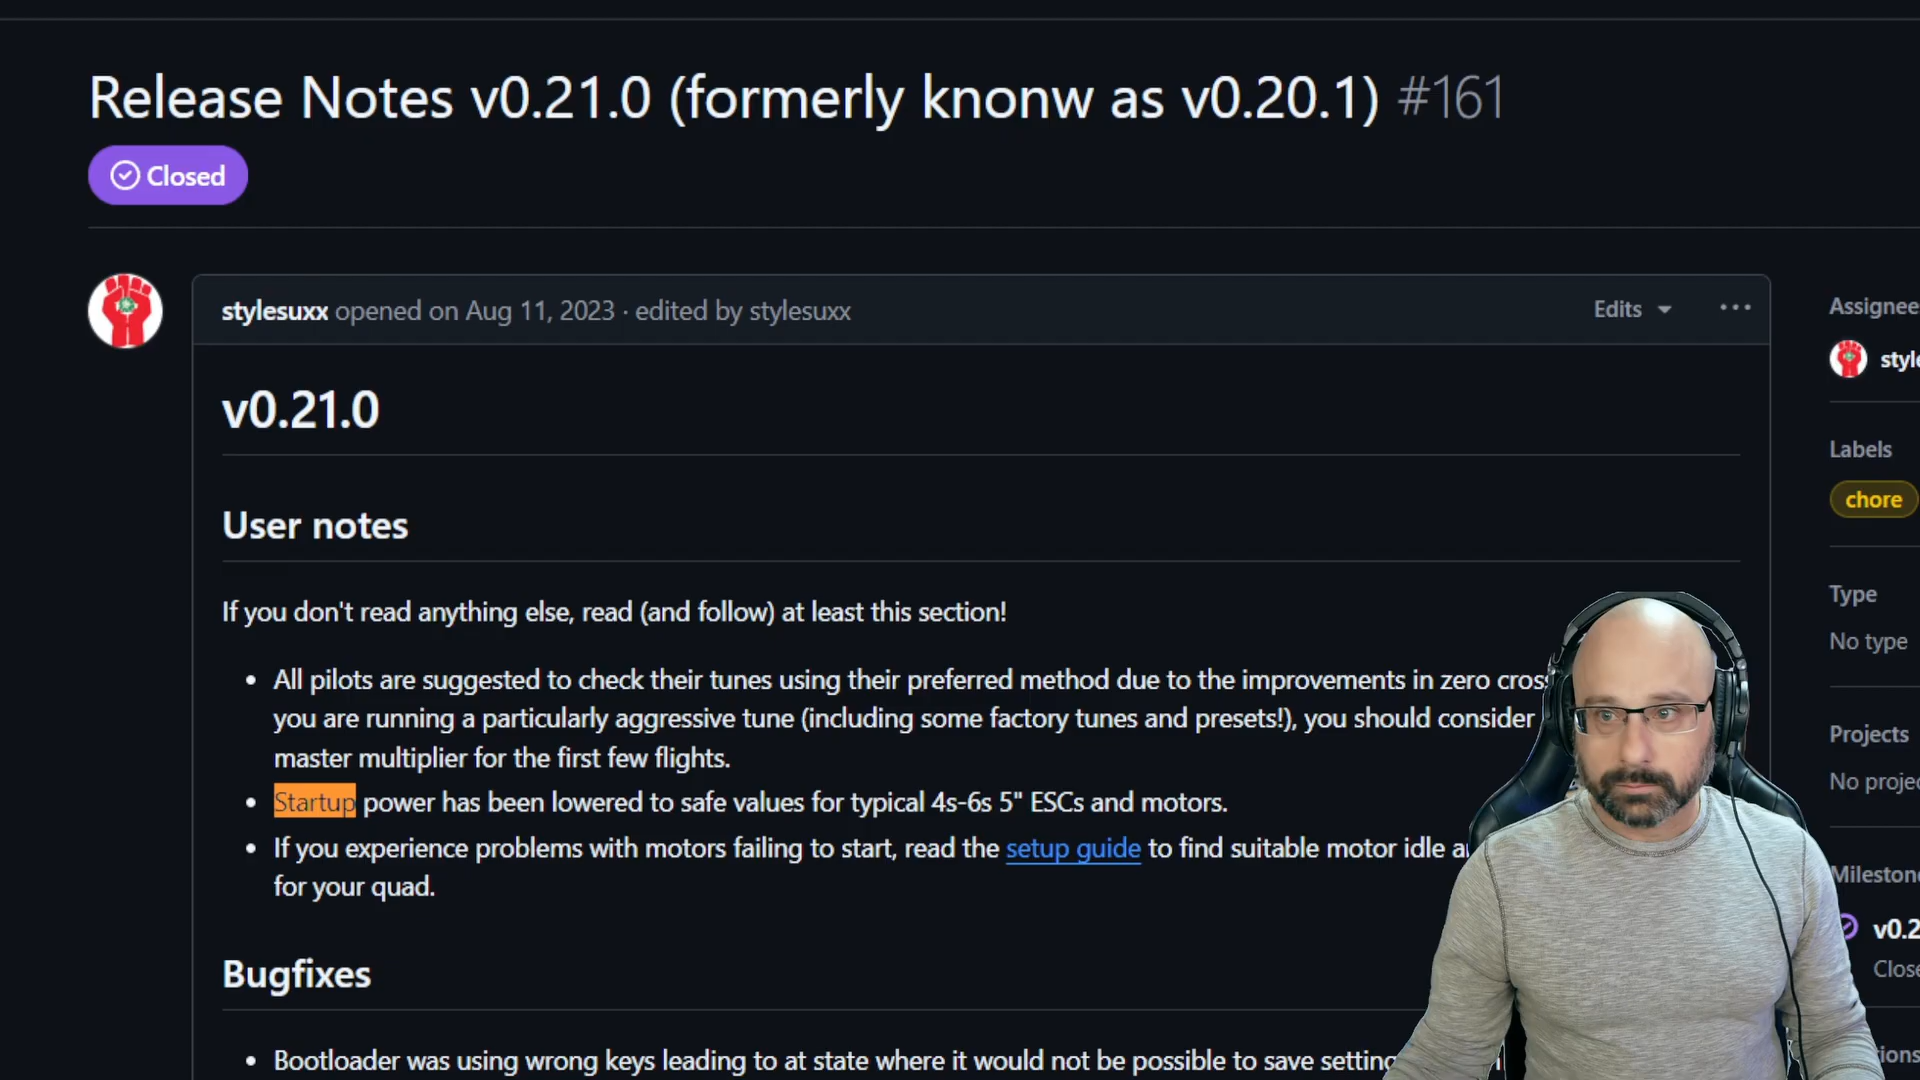 Release Notes v0.21.0 (formerly knonw as v0.20.1) #161
Closed
stylesuxx opened on Aug 11, 2023 · edited by stylesuxx
Edits
v0.21.0
User notes
If you don't read anything else, read (and follow) at least this section!
All pilots are suggested to check their tunes using their preferred method due to the improvements in zero
you are running a particularly aggressive tune (including some factory tunes and presets!), you should consider
master multiplier for the first few flights.
Startup power has been lowered to safe values for typical 4s-6s 5" ESCs and motors.
If you experience problems with motors failing to start, read the setup guide to find suitable motor idle
for your quad.
Bugfixes
Bootloader was using wrong keys leading to at state where it would not be possible to save
Labels
chore
Type
No type
Projects
No